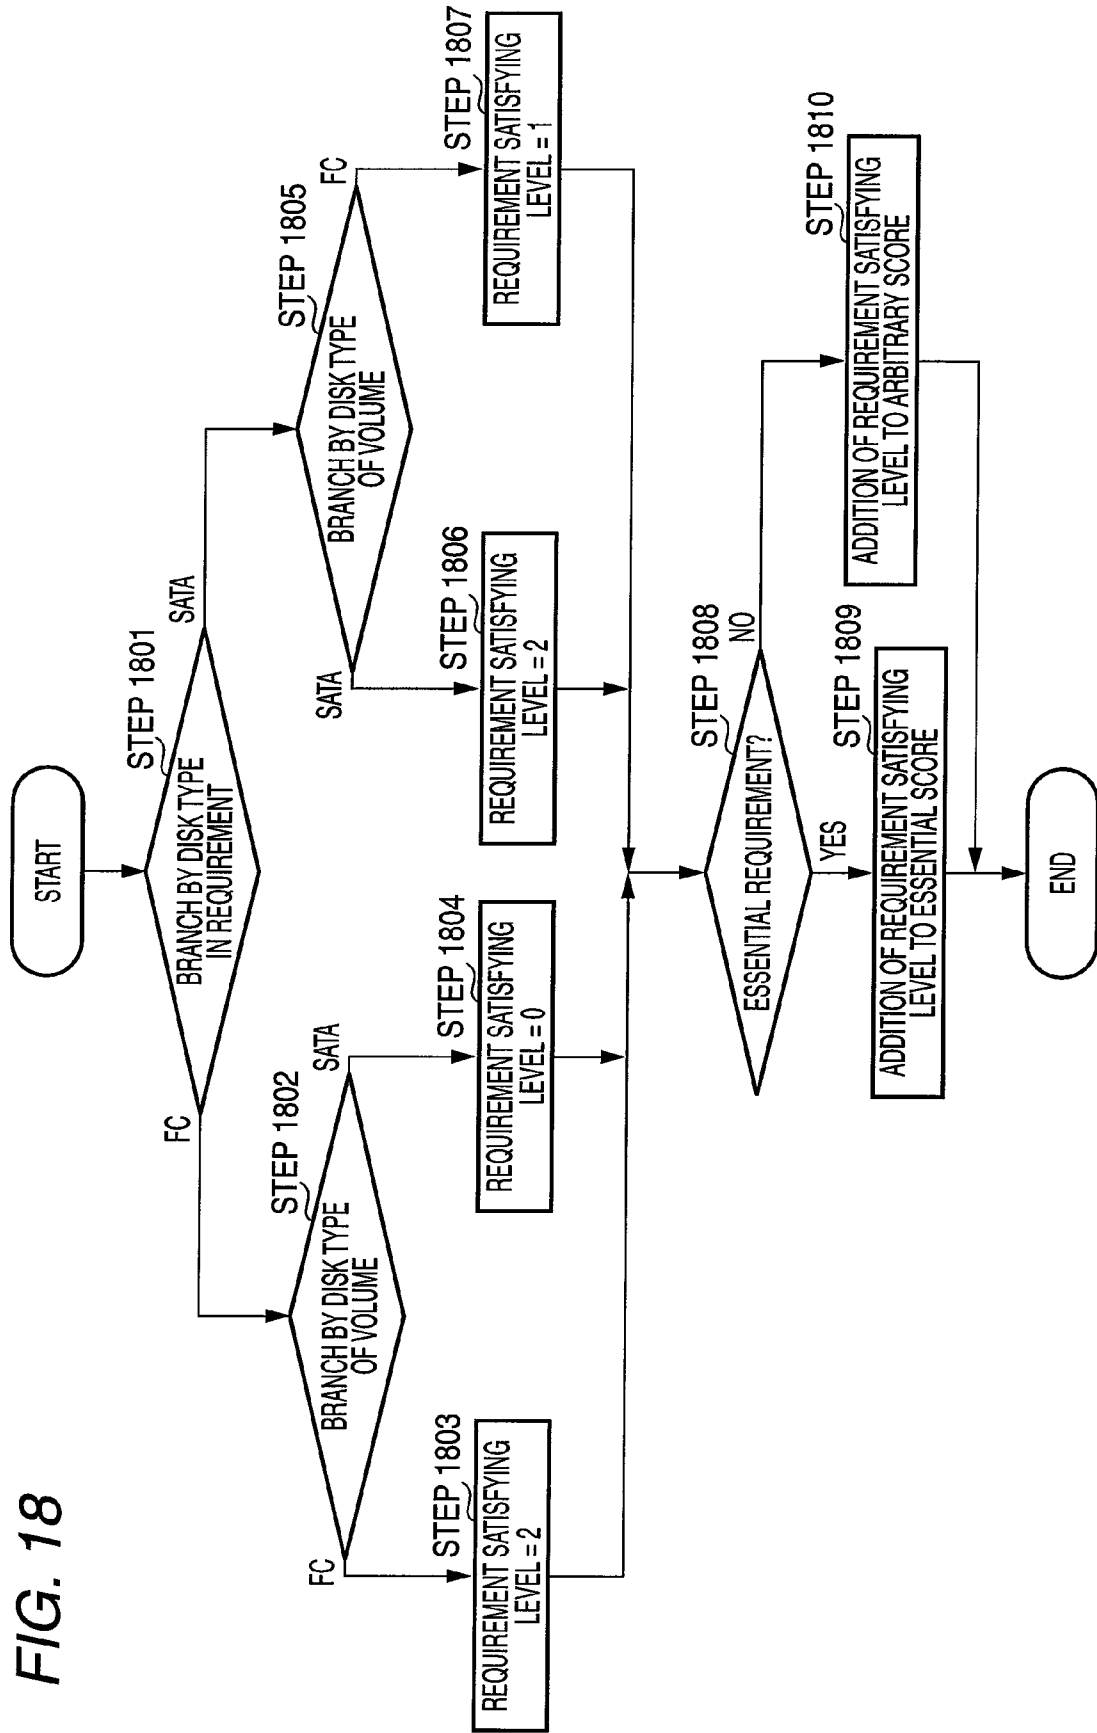 FIG. 18
START
STEP 1801
BRANCH BY DISK TYPE
IN REQUIREMENT
FC
SATA
STEP 1802
BRANCH BY DISK TYPE
OF VOLUME
FC
SATA
STEP 1805
BRANCH BY DISK TYPE
OF VOLUME
SATA
FC
STEP 1803
REQUIREMENT SATISFYING
LEVEL = 2
STEP 1804
REQUIREMENT SATISFYING
LEVEL = 0
STEP 1806
REQUIREMENT SATISFYING
LEVEL = 2
STEP 1807
REQUIREMENT SATISFYING
LEVEL = 1
STEP 1808
ESSENTIAL REQUIREMENT?
NO
YES
STEP 1809
ADDITION OF REQUIREMENT SATISFYING
LEVEL TO ESSENTIAL SCORE
STEP 1810
ADDITION OF REQUIREMENT SATISFYING
LEVEL TO ARBITRARY SCORE
END